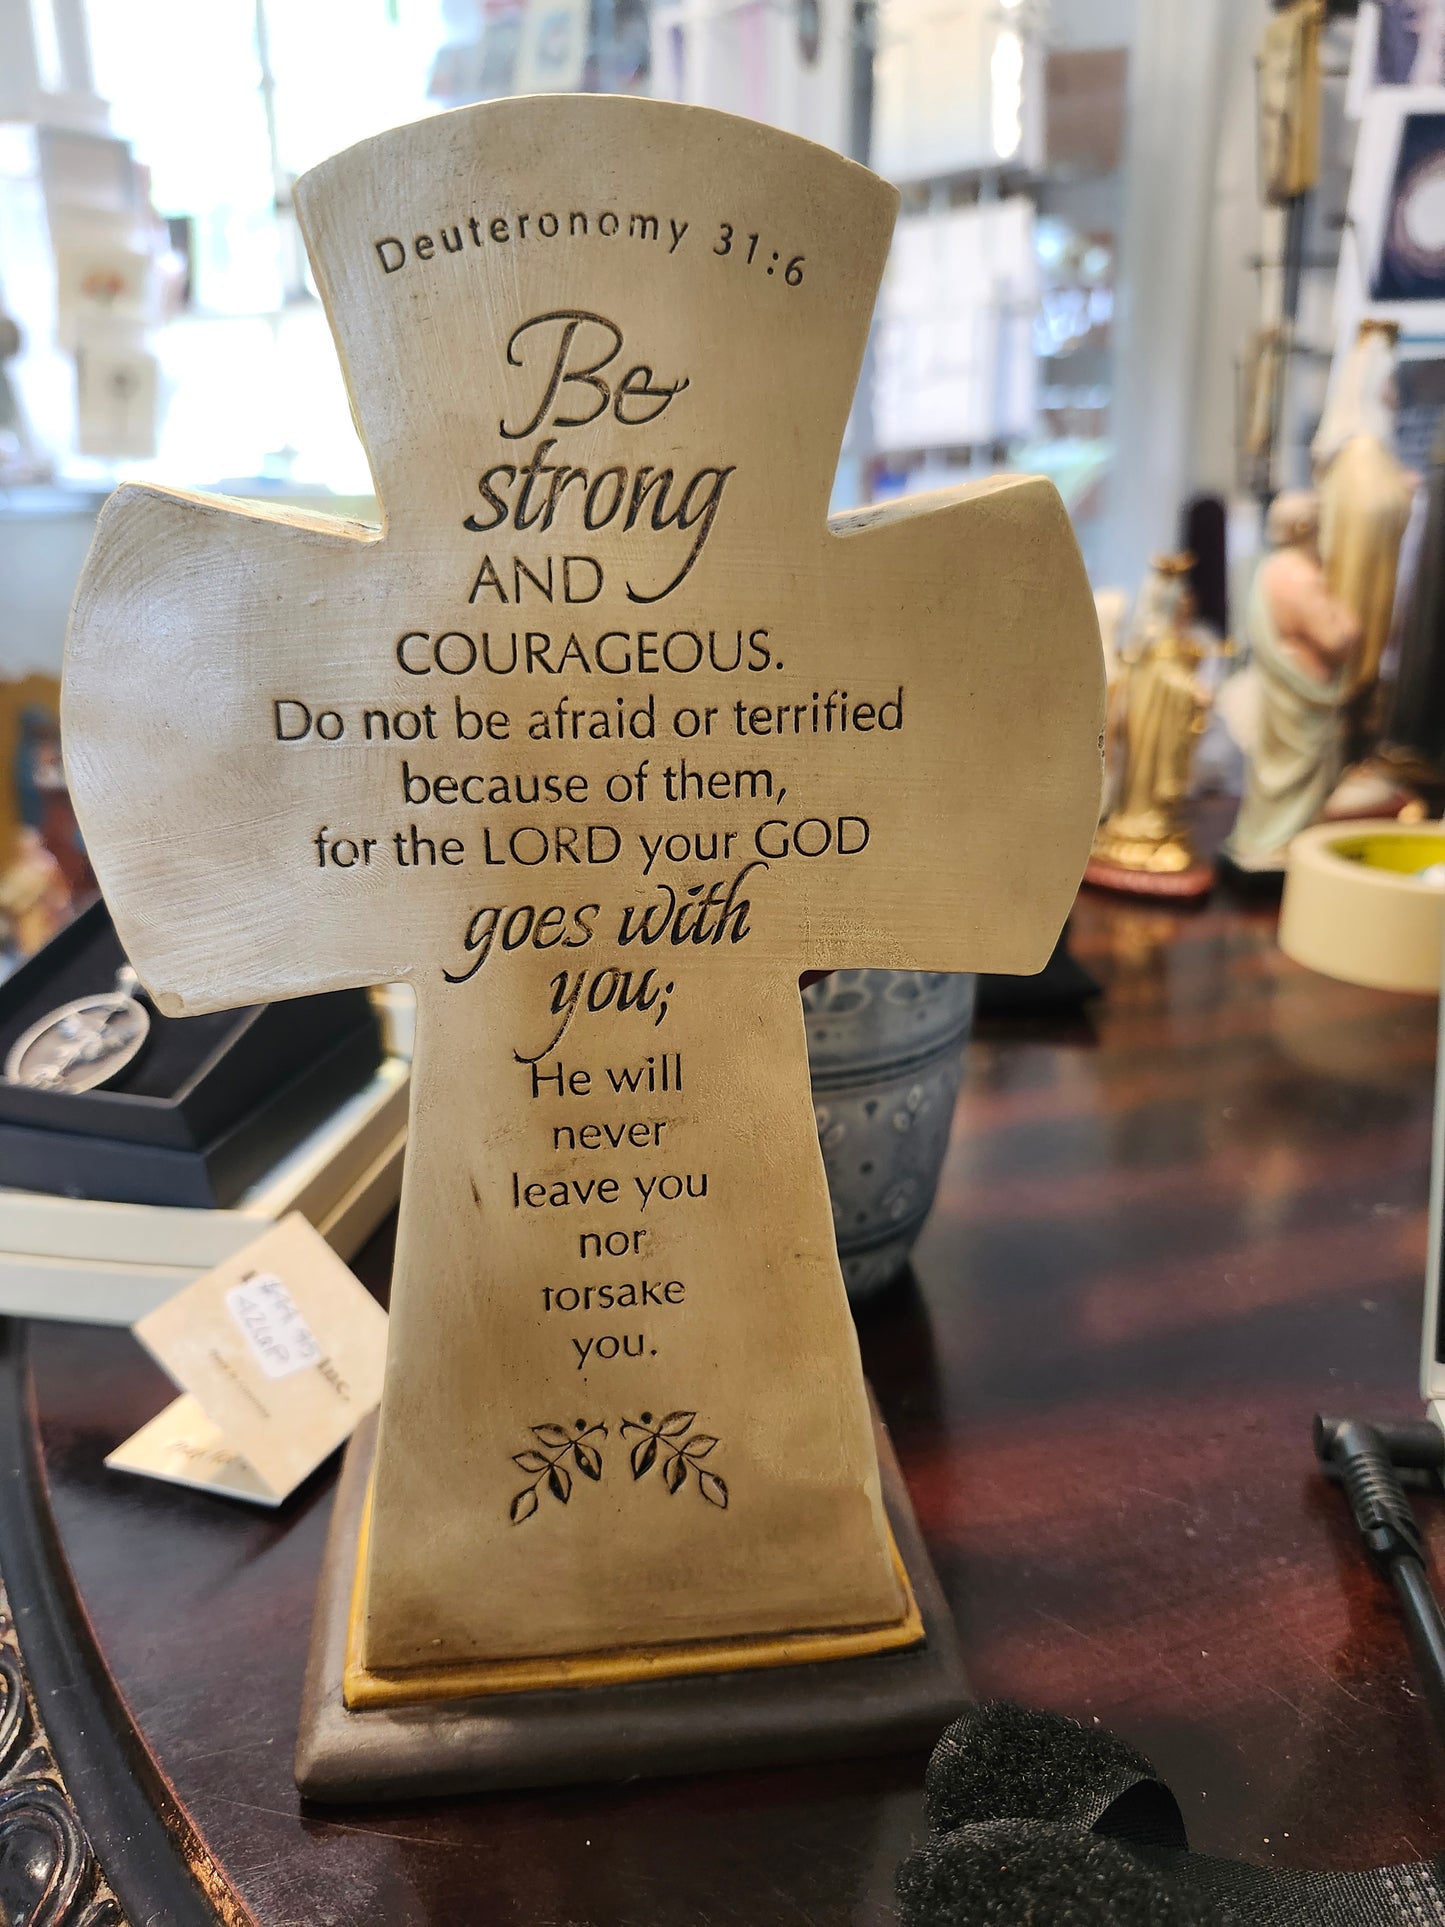 Deuteronomy 31:6
Be
strong
AND
COURAGEOUS.
Do not be afraid or terrified
because of them,
for the LORD your GOD
goes with
you;
He will
never
leave you
nor
forsake
you.